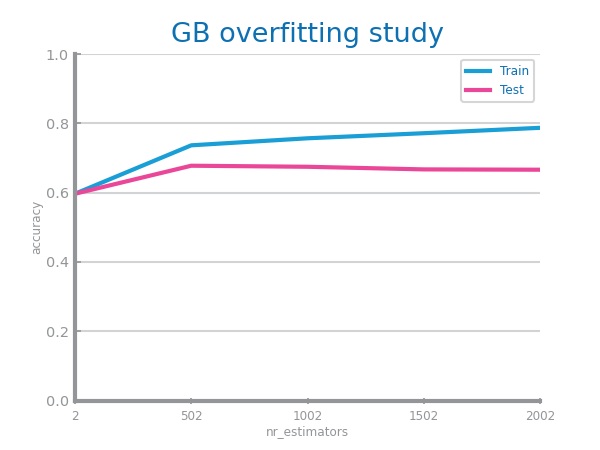 GB overfitting study
1.0
0.8
0.6
0.4
0.2
0.0
accuracy
Train
Test
2 502 1002 1502 2002
nr_estimators